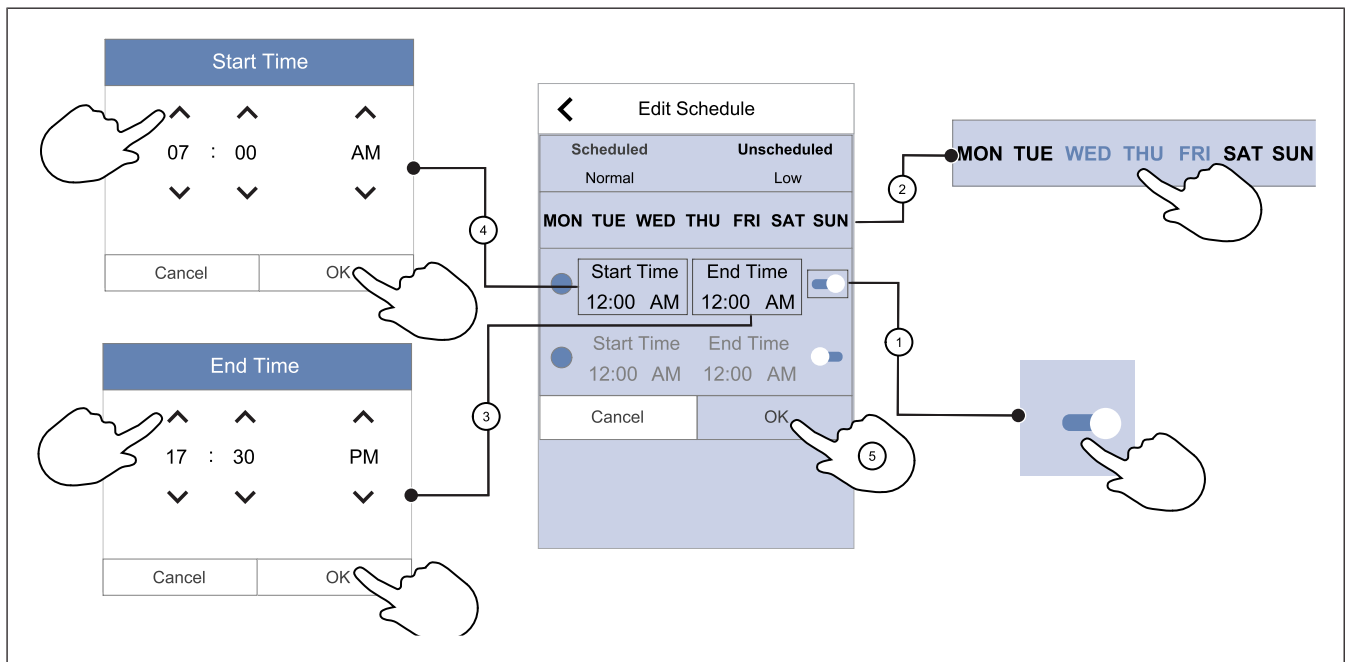 Start Time
07 : 00 AM
Cancel OK
End Time
17 : 30 PM
Cancel OK
Edit Schedule
Scheduled Unscheduled
Normal Low
MON TUE WED THU FRI SAT SUN
Start Time End Time
12:00 AM 12:00 AM
Start Time End Time
12:00 AM 12:00 AM
Cancel OK
4
3
5
2
1
MON TUE WED THU FRI SAT SUN